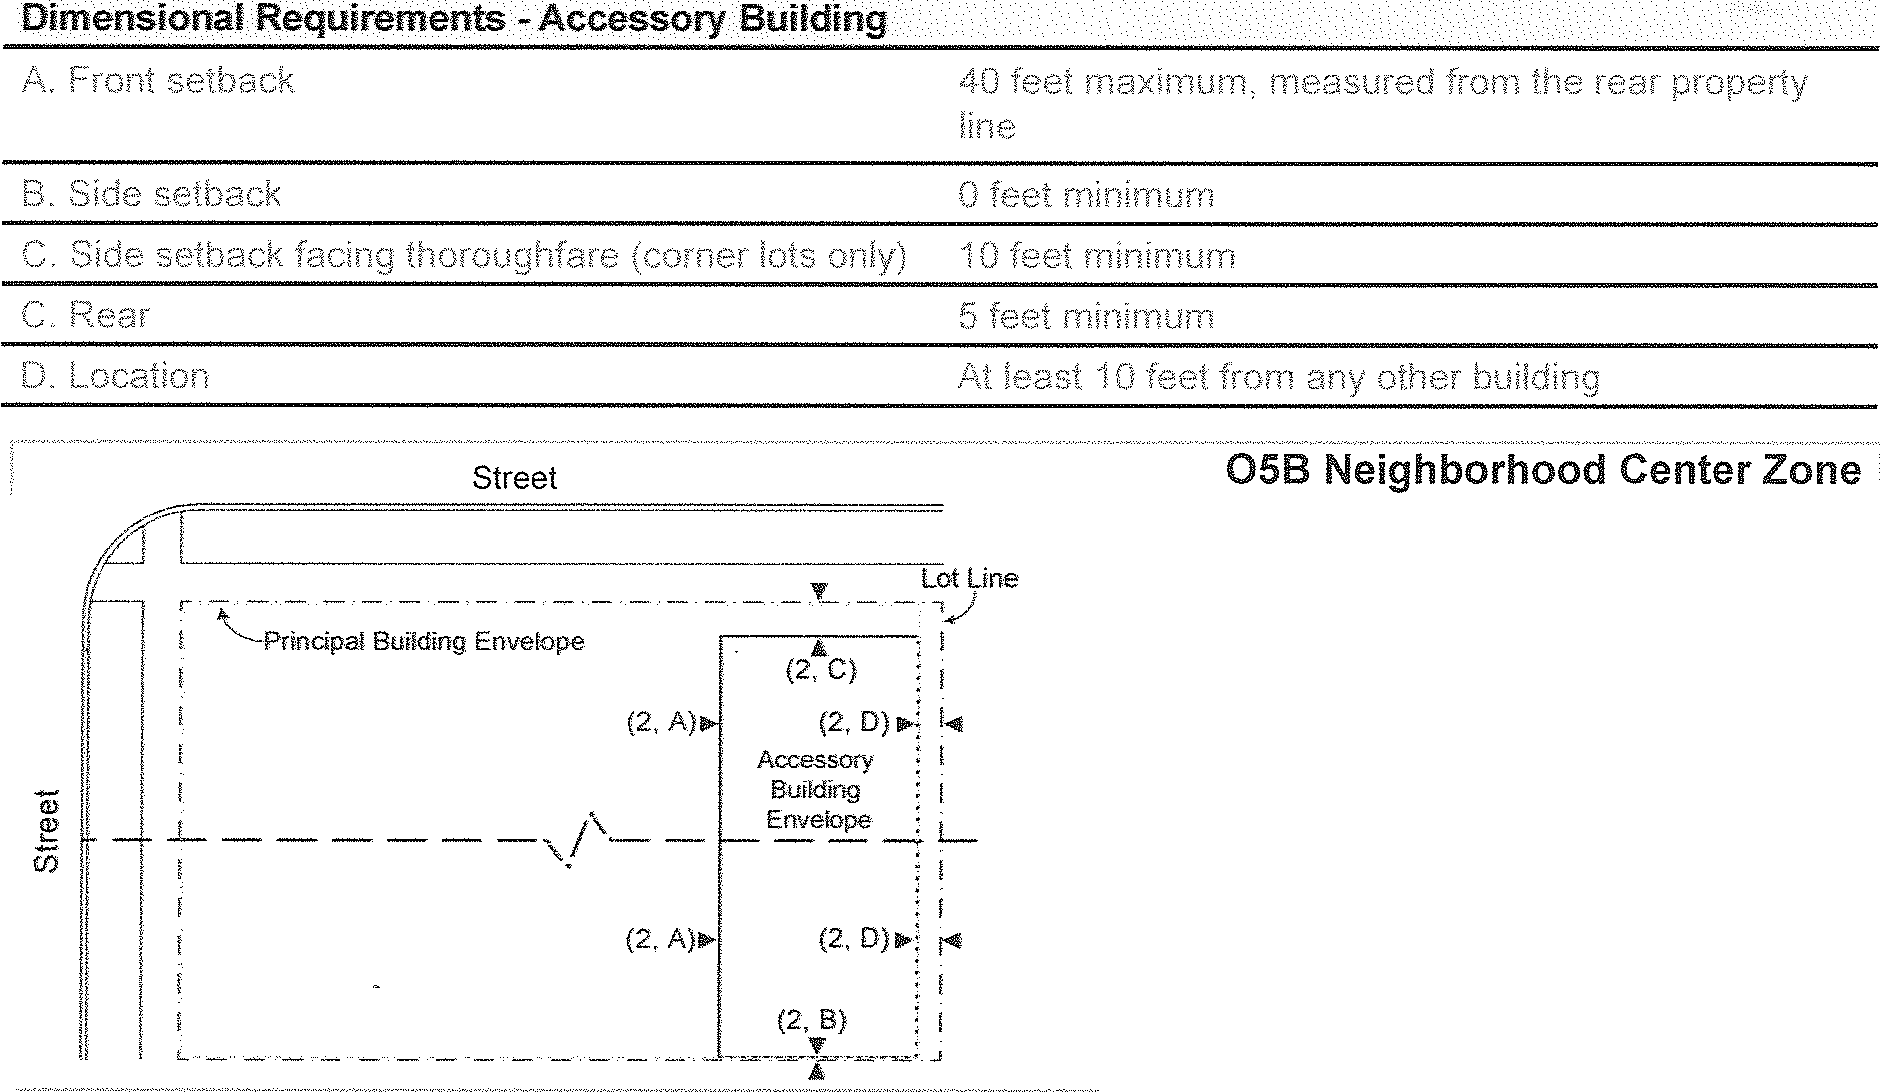 Dimensional Requirements - Accessory Building
A. Front setback 40 feet maximum, measured from the rear property
line
B. Side setback 0 feet minimum
C. Side setback facing thoroughfare (corner lots only) 10 feet minimum
C. Rear 5 feet minimum
D. Location At least 10 feet from any other building
O5B Neighborhood Center Zone
Street
Lot Line
Principal Building Envelope
(2, C)
(2, A) (2, D)
Accessory
Building
Envelope
Street
(2, A) (2, D)
(2, B)